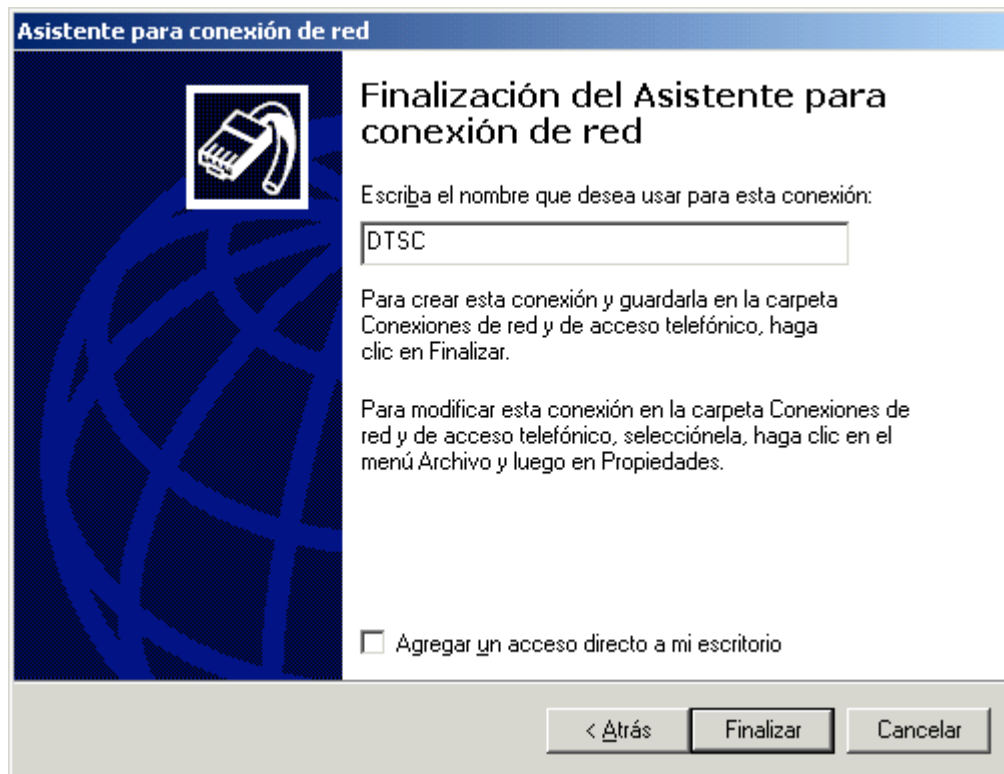 Asistente para conexión de red
Finalización del Asistente para
conexión de red
Escriba el nombre que desea usar para esta conexión:
DTSC
Para crear esta conexión y guardarla en la carpeta
Conexiones de red y de acceso telefónico, haga
clic en Finalizar.
Para modificar esta conexión en la carpeta Conexiones de
red y de acceso telefónico, selecciónela, haga clic en el
menú Archivo y luego en Propiedades.
Agregar un acceso directo a mi escritorio
< Atrás Finalizar Cancelar